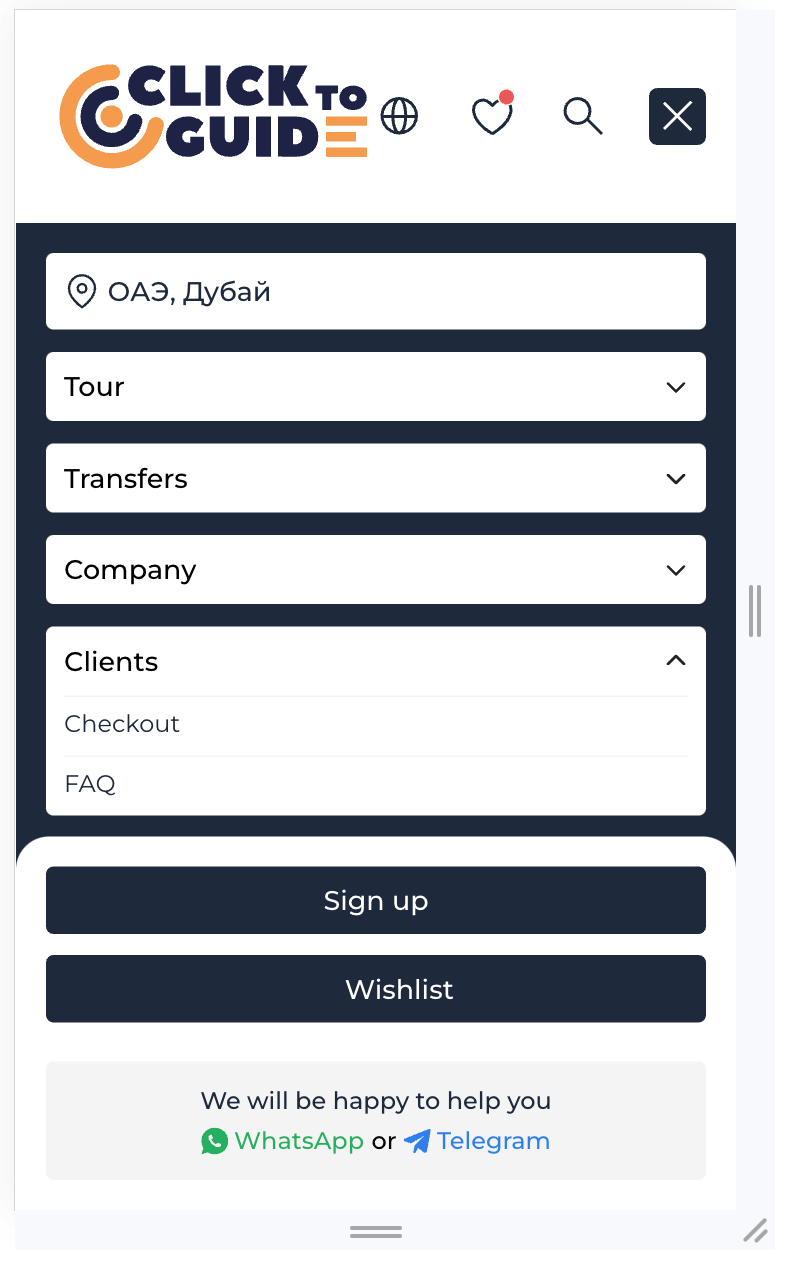 CLICK TO
GUIDE
ОАЭ, Дубай
Tour
Transfers
Company
Clients
Checkout
FAQ
Sign up
Wishlist
We will be happy to help you
WhatsApp or Telegram